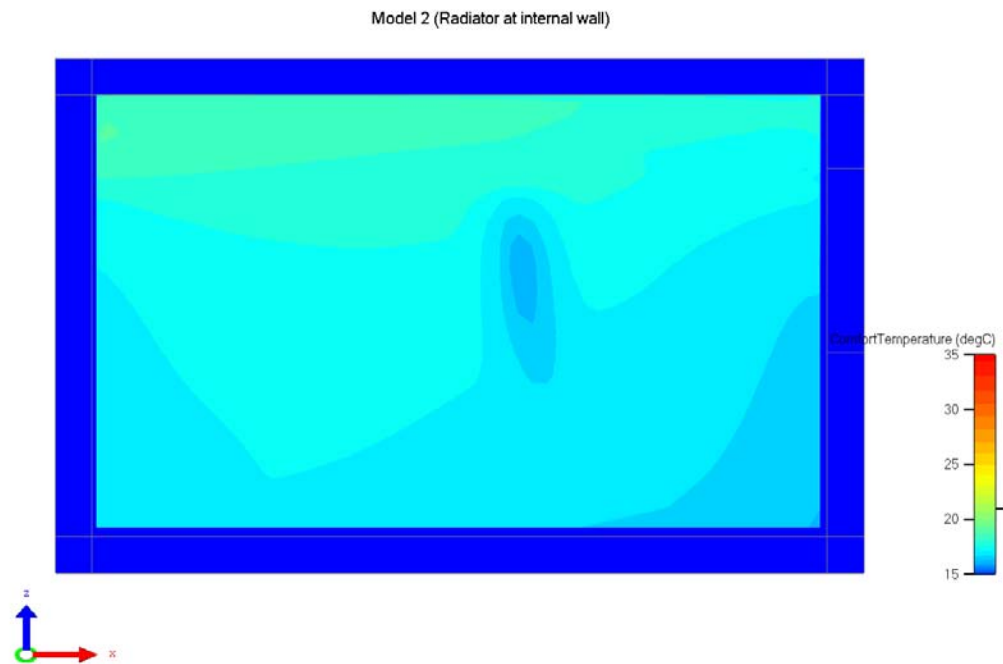 Model 2 (Radiator at internal wall)
ComfortTemperature (degC)
35
30
25
20
15
z
x